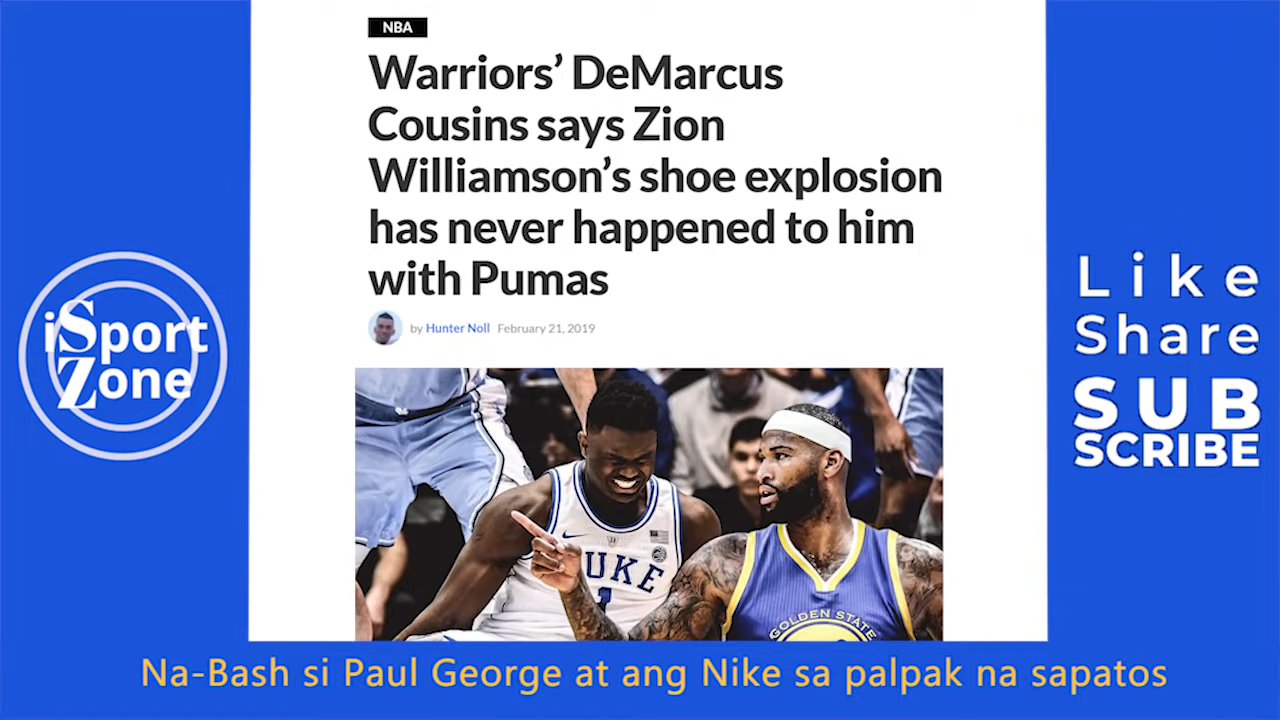 NBA
Warriors’ DeMarcus
Cousins says Zion
Williamson’s shoe explosion
has never happened to him
with Pumas
by Hunter Noll February 21, 2019
iSport
Zone
Like
Share
SUB
SCRIBE
DUKE
1
GOLDEN STATE
Na-Bash si Paul George at ang Nike sa palpak na sapatos